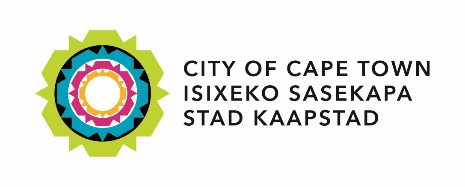 CITY OF CAPE TOWN
ISIXEKO SASEKAPA
STAD KAAPSTAD